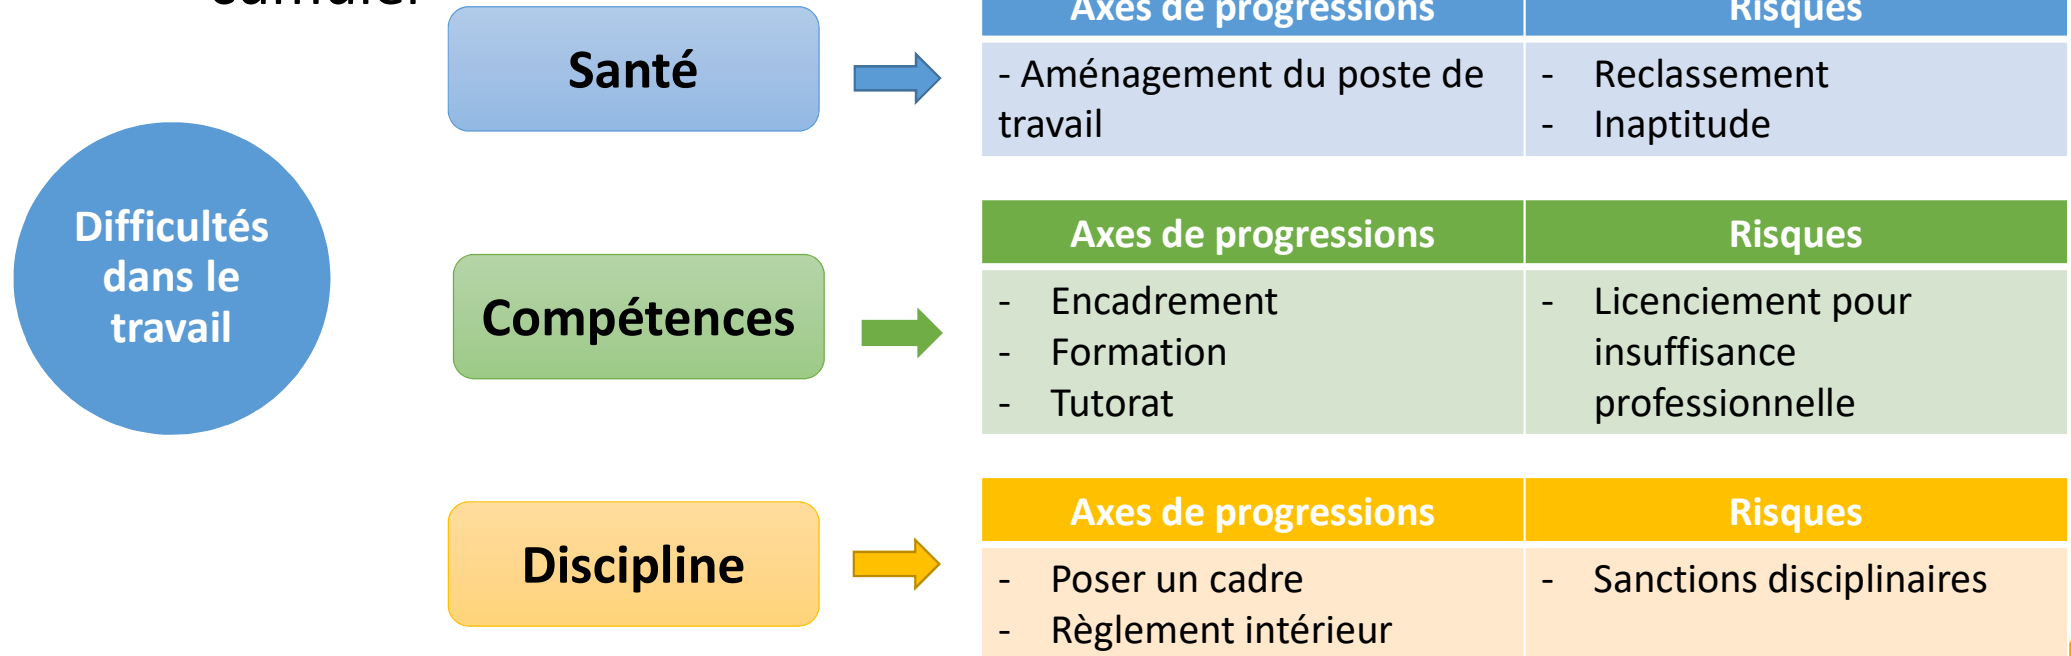 Axes de progressions
Risques
Santé
- Aménagement du poste de
travail
- Reclassement
- Inaptitude
Difficultés
dans le
travail
Compétences
Axes de progressions
Risques
- Encadrement
- Formation
- Tutorat
- Licenciement pour
insuffisance
professionnelle
Discipline
Axes de progressions
Risques
- Poser un cadre
- Règlement intérieur
- Sanctions disciplinaires